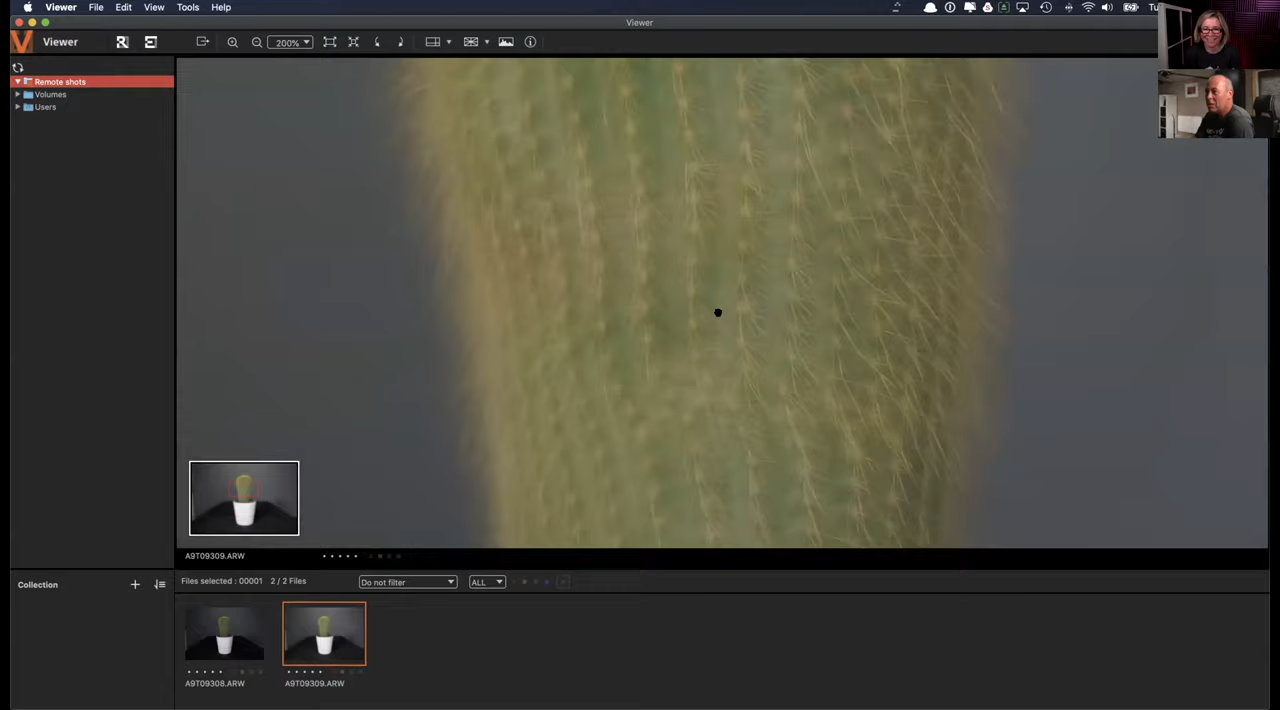 Viewer File Edit View Tools Help Tu
Viewer
Viewer
200%
Remote shots
Volumes
Users
A9T09309.ARW
Collection
Files selected : 00001 2 / 2 Files
Do not filter
ALL
A9T09308.ARW
A9T09309.ARW